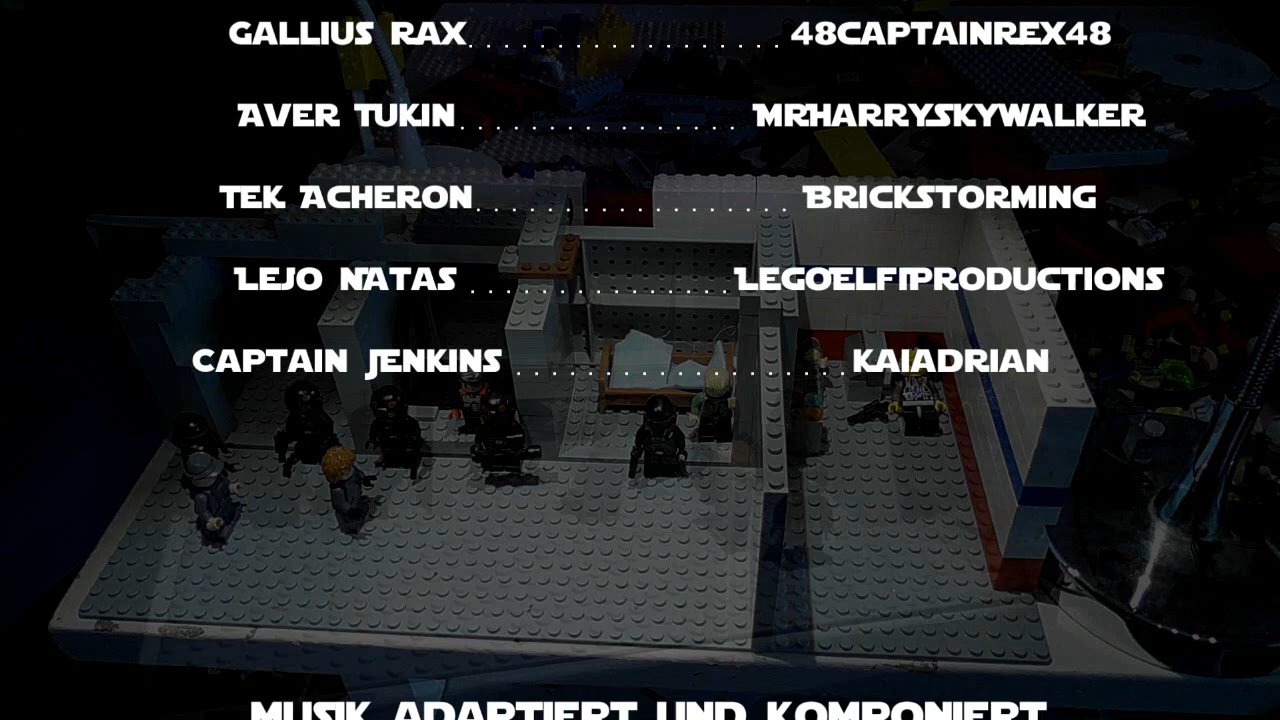 GALLIUS RAX.................. 48CAPTAINREX48
AVER TUKIN................ MRHARRYSKYWALKER
TEK ACHERON.................. BRICKSTORMING
LEJO NATAS ...............LEGOELFIPRODUCTIONS
CAPTAIN JENKINS ...................KAIADRIAN
MUSIK ADAPTIERT UND KOMPONIERT